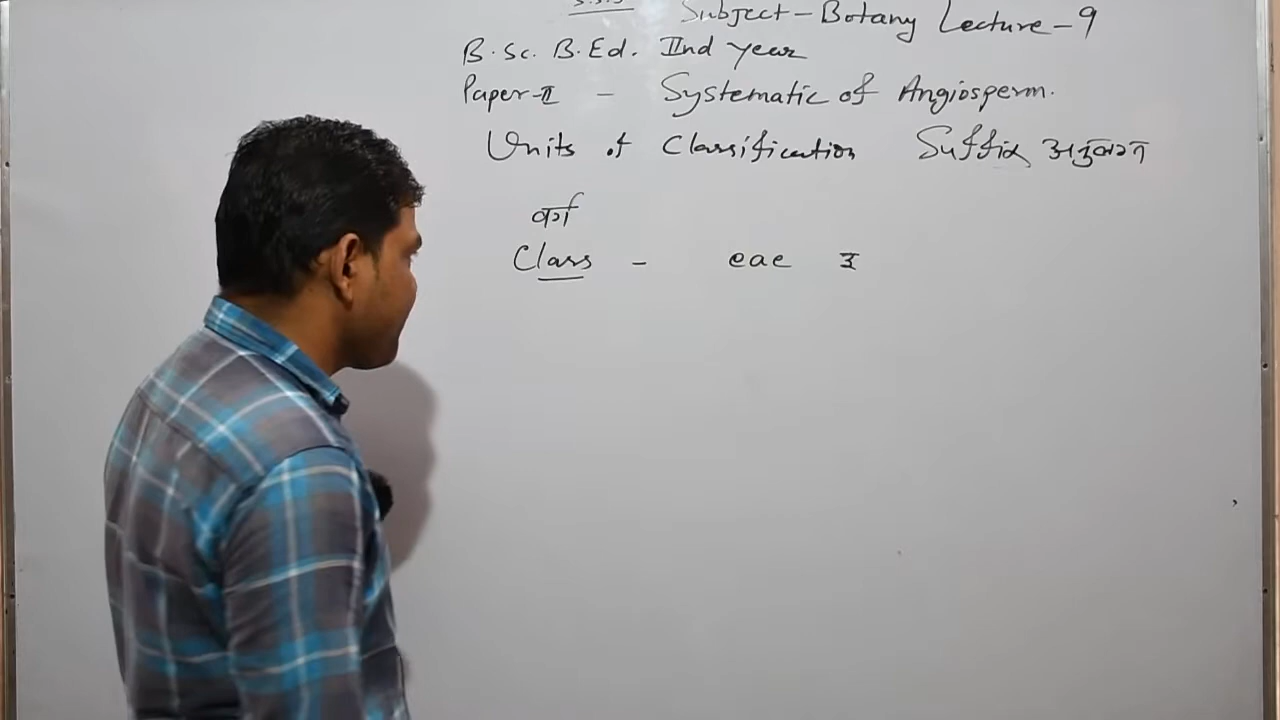 Subject - Botany Lecture - 9
B.Sc. B.Ed. IInd year
Paper-II - Systematic of Angiosperm.
Units of Classification Suffix अनुलग्न
वर्ग
Class - eae ई